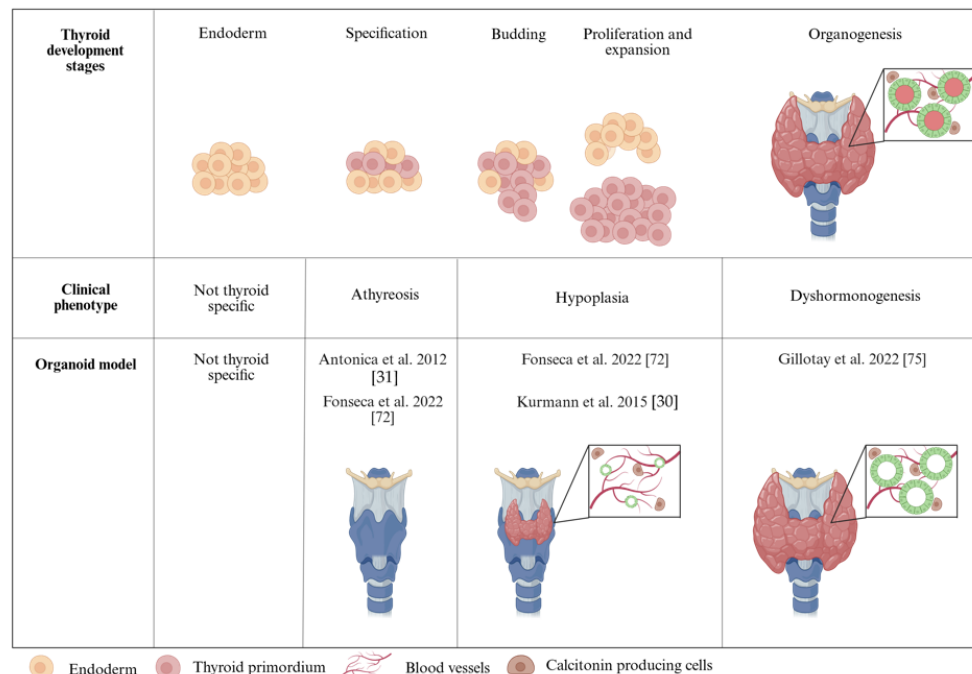 Thyroid
development
stages
Endoderm
Specification
Budding
Proliferation and
expansion
Organogenesis
Clinical
phenotype
Not thyroid
specific
Athyreosis
Hypoplasia
Dyshormonogenesis
Organoid model
Not thyroid
specific
Antonica et al. 2012
[31]
Fonseca et al. 2022
[72]
Fonseca et al. 2022 [72]
Kurmann et al. 2015 [30]
Gillotay et al. 2022 [75]
Endoderm
Thyroid primordium
Blood vessels
Calcitonin producing cells